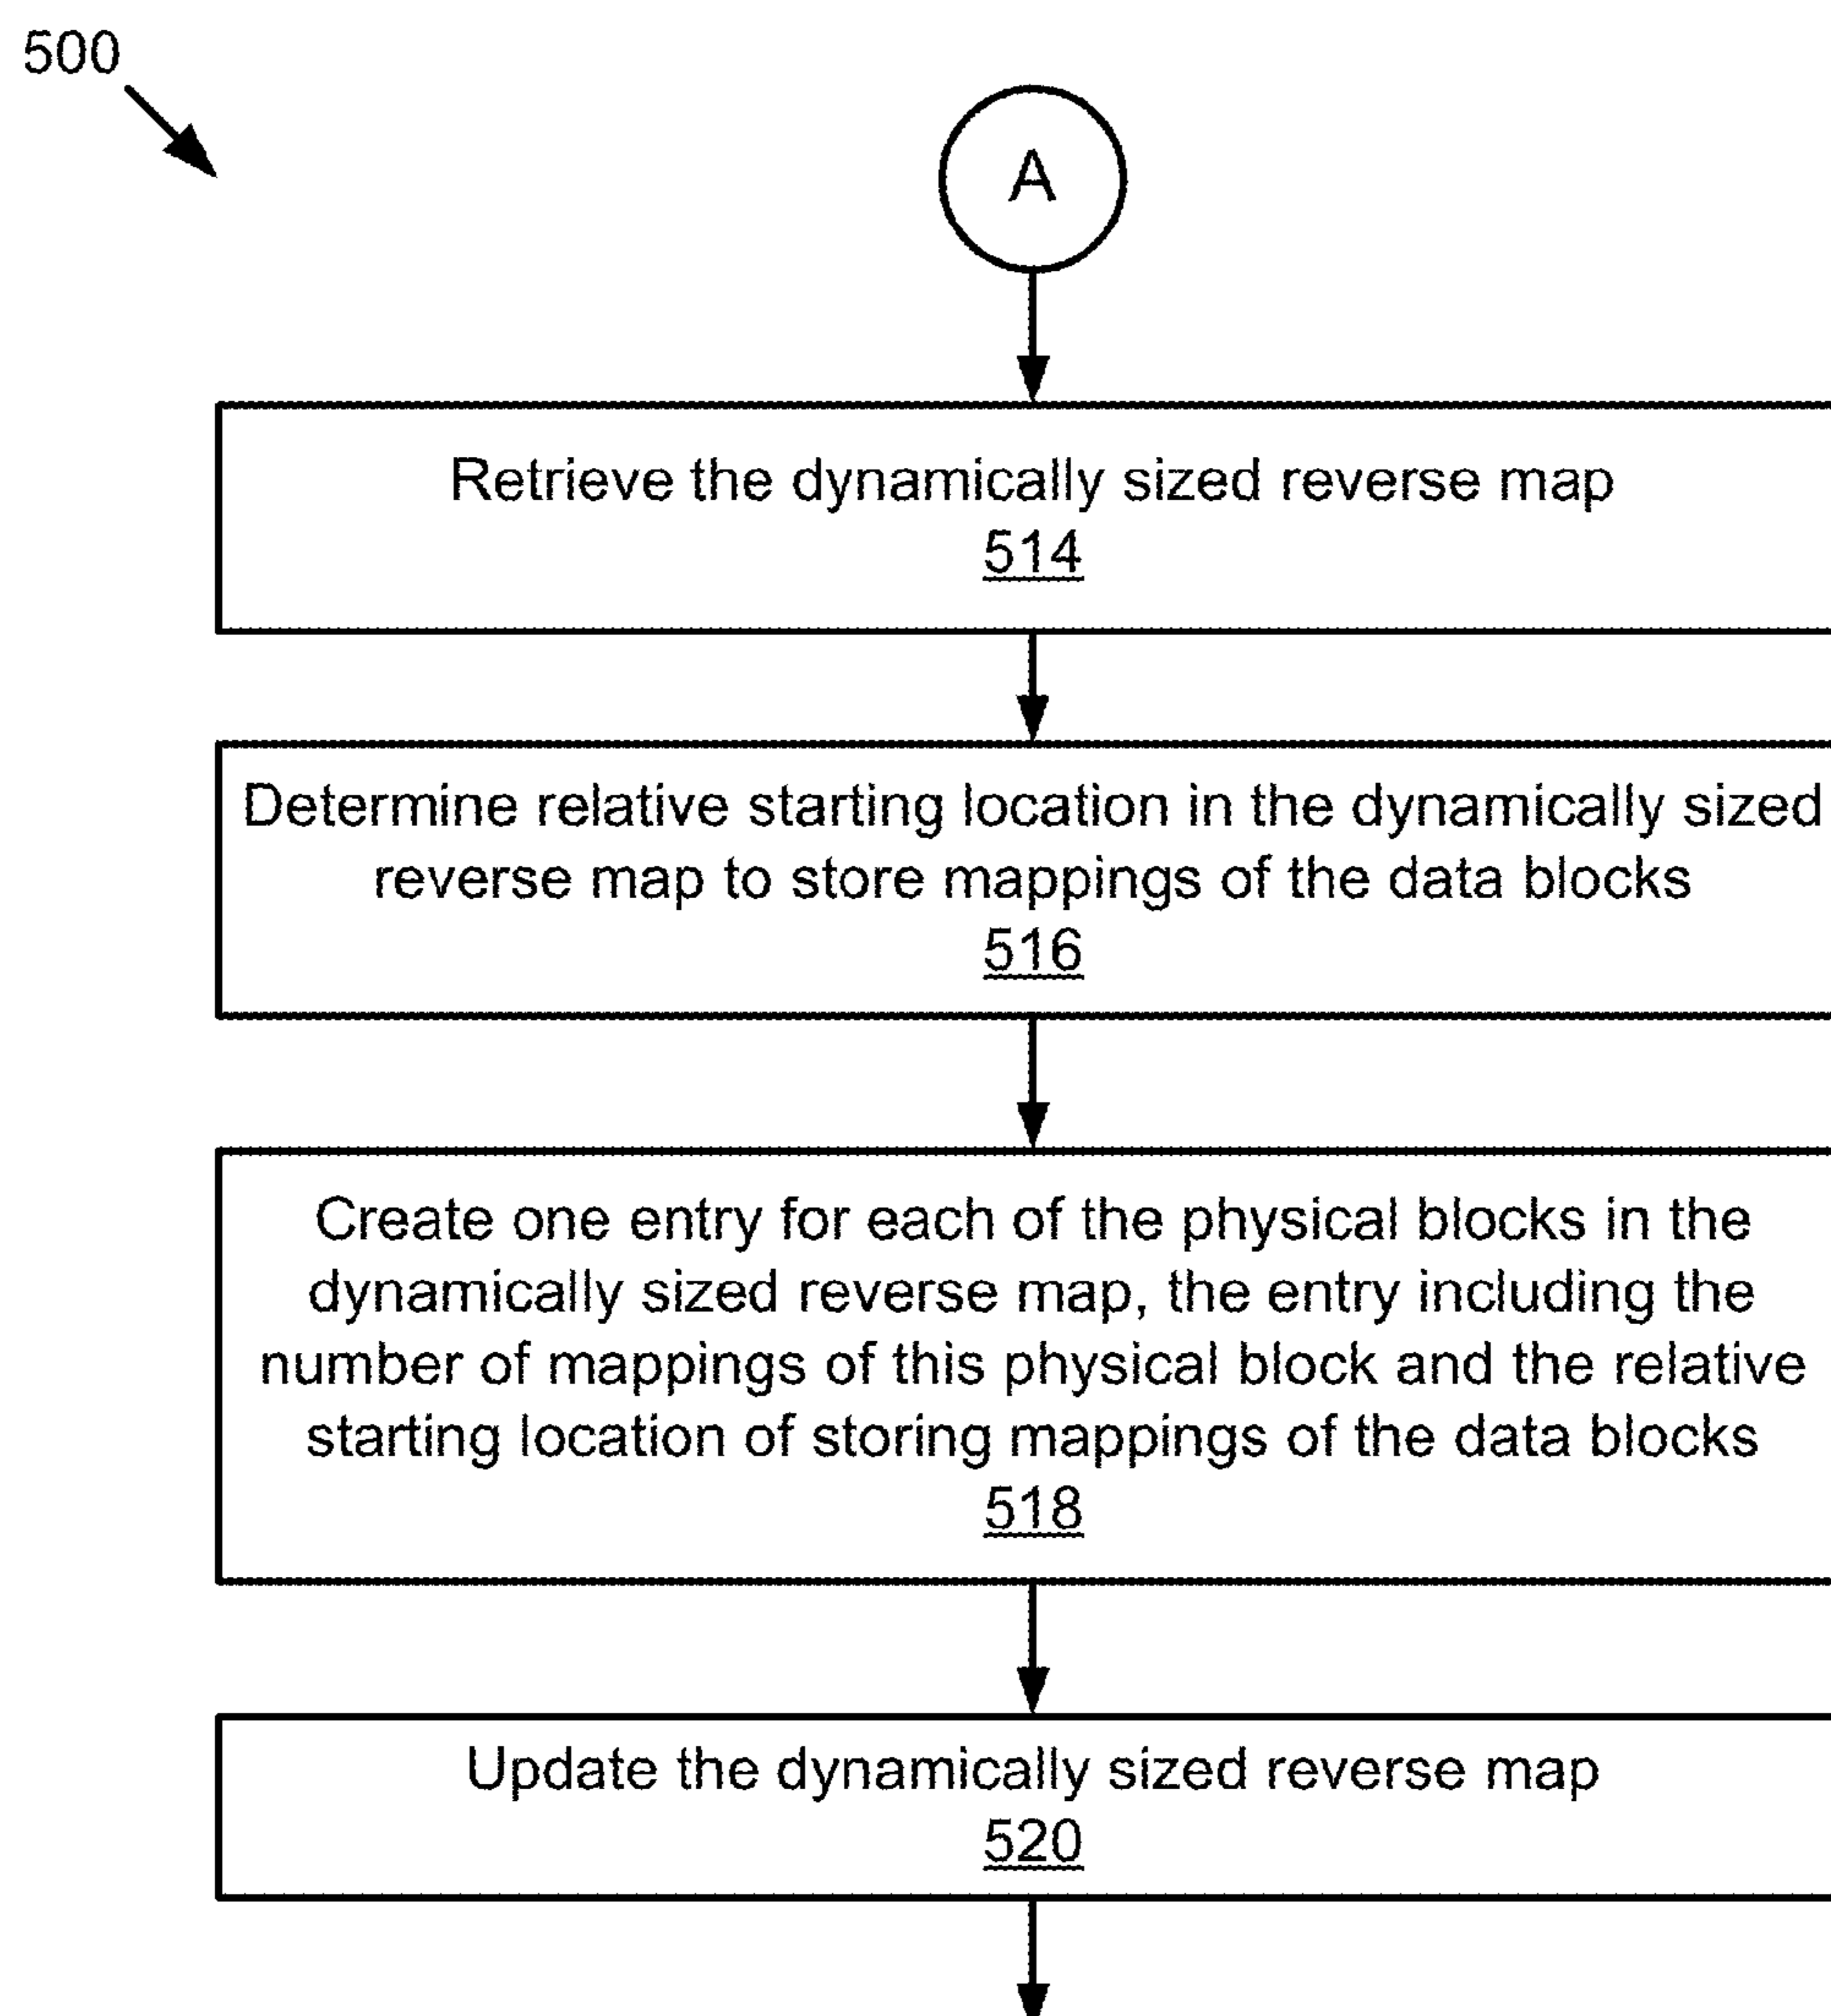 500
A
Retrieve the dynamically sized reverse map
514
Determine relative starting location in the dynamically sized
reverse map to store mappings of the data blocks
516
Create one entry for each of the physical blocks in the
dynamically sized reverse map, the entry including the
number of mappings of this physical block and the relative
starting location of storing mappings of the data blocks
518
Update the dynamically sized reverse map
520